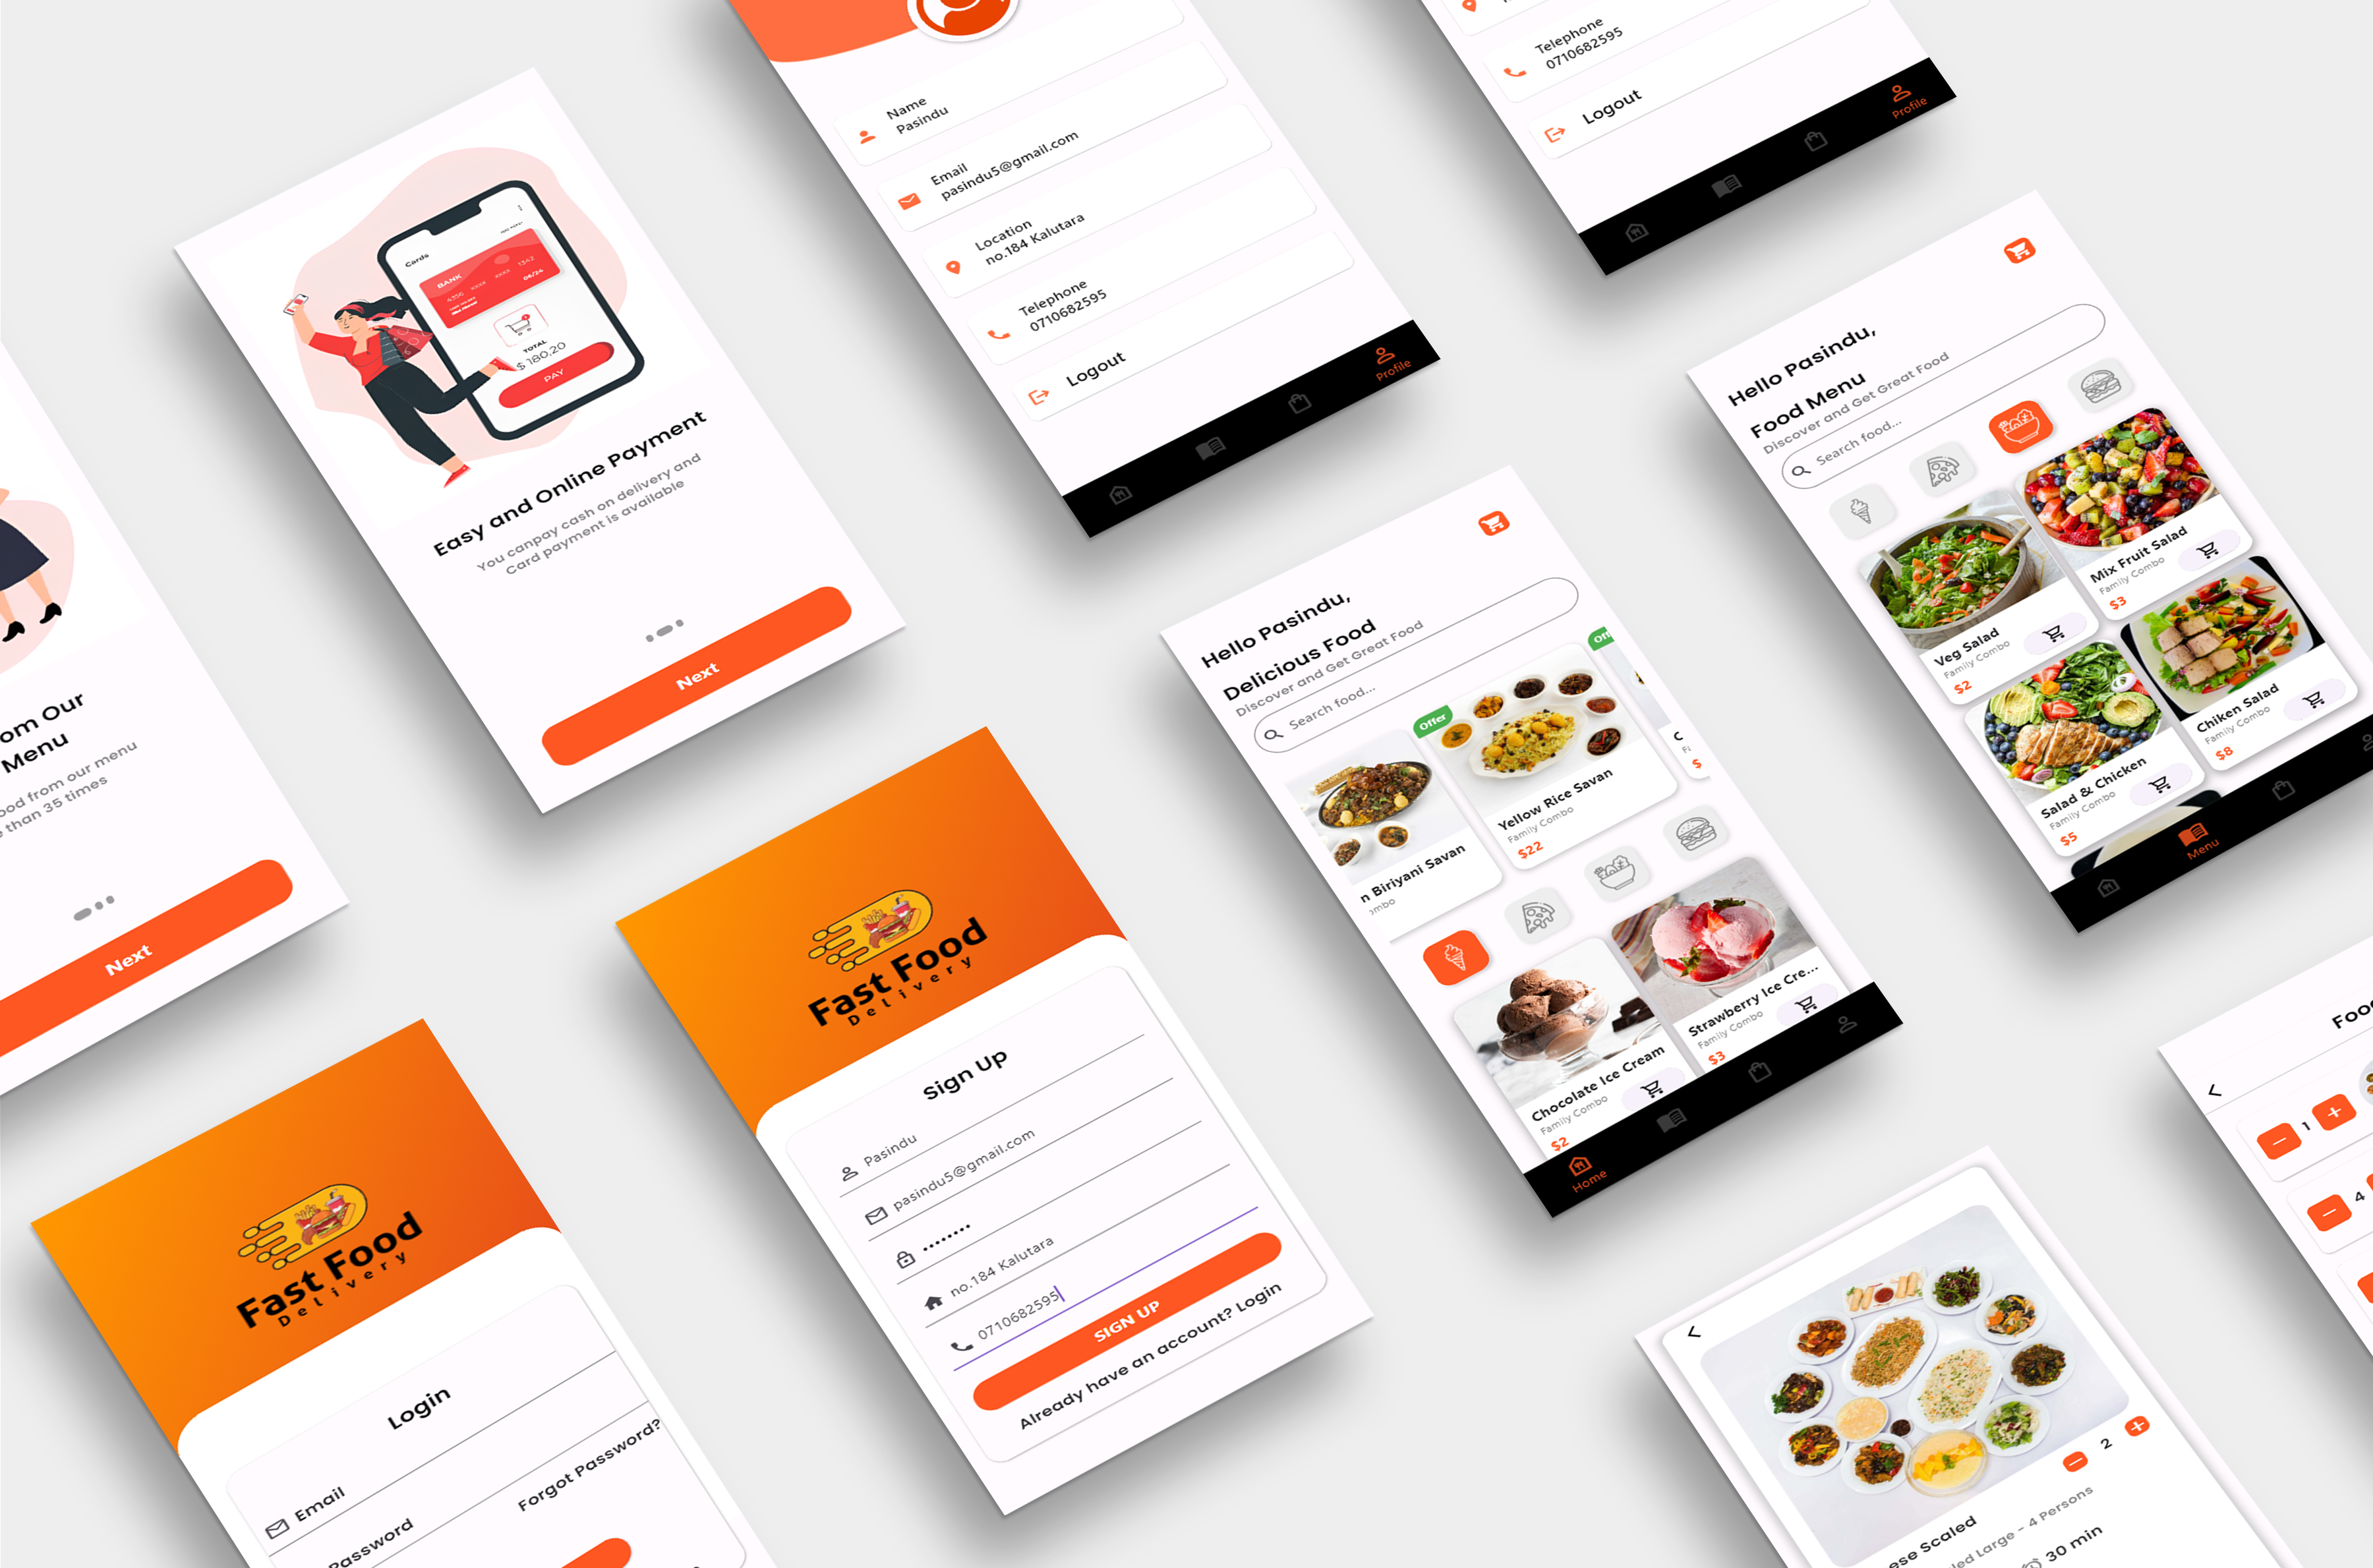 Name
Pasindu
Email
pasindu5@gmail.com
Location
no.184 Kalutara
Telephone
0710682595
Logout
Profile
Telephone
0710682595
Logout
Profile
Cards
BANK
4356 XXXX XXXX 1342
06/24
TOTAL
$ 180.20
PAY
Easy and Online Payment
You canpay cash on delivery and
Card payment is available
Next
om Our
Menu
ood from our menu
than 35 times
Next
Hello Pasindu,
Food Menu
Discover and Get Great Food
Search food...
Veg Salad
Family Combo
$2
Mix Fruit Salad
Family Combo
$3
Salad & Chicken
Family Combo
$5
Chiken Salad
Family Combo
$8
Menu
Hello Pasindu,
Delicious Food
Discover and Get Great Food
Search food...
n Biriyani Savan
ombo
Offer
Yellow Rice Savan
Family Combo
$22
Off
C
Fa
$
Chocolate Ice Cream
Family Combo
$2
Strawberry Ice Cre...
Family Combo
$3
Home
Fast Food
Delivery
Sign Up
Pasindu
pasindu5@gmail.com
••••••••
no.184 Kalutara
0710682595
SIGN UP
Already have an account? Login
Fast Food
Delivery
Login
Email
Password
Forgot Password?
Foo
1
4
2
ese Scaled
led Large - 4 Persons
30 min